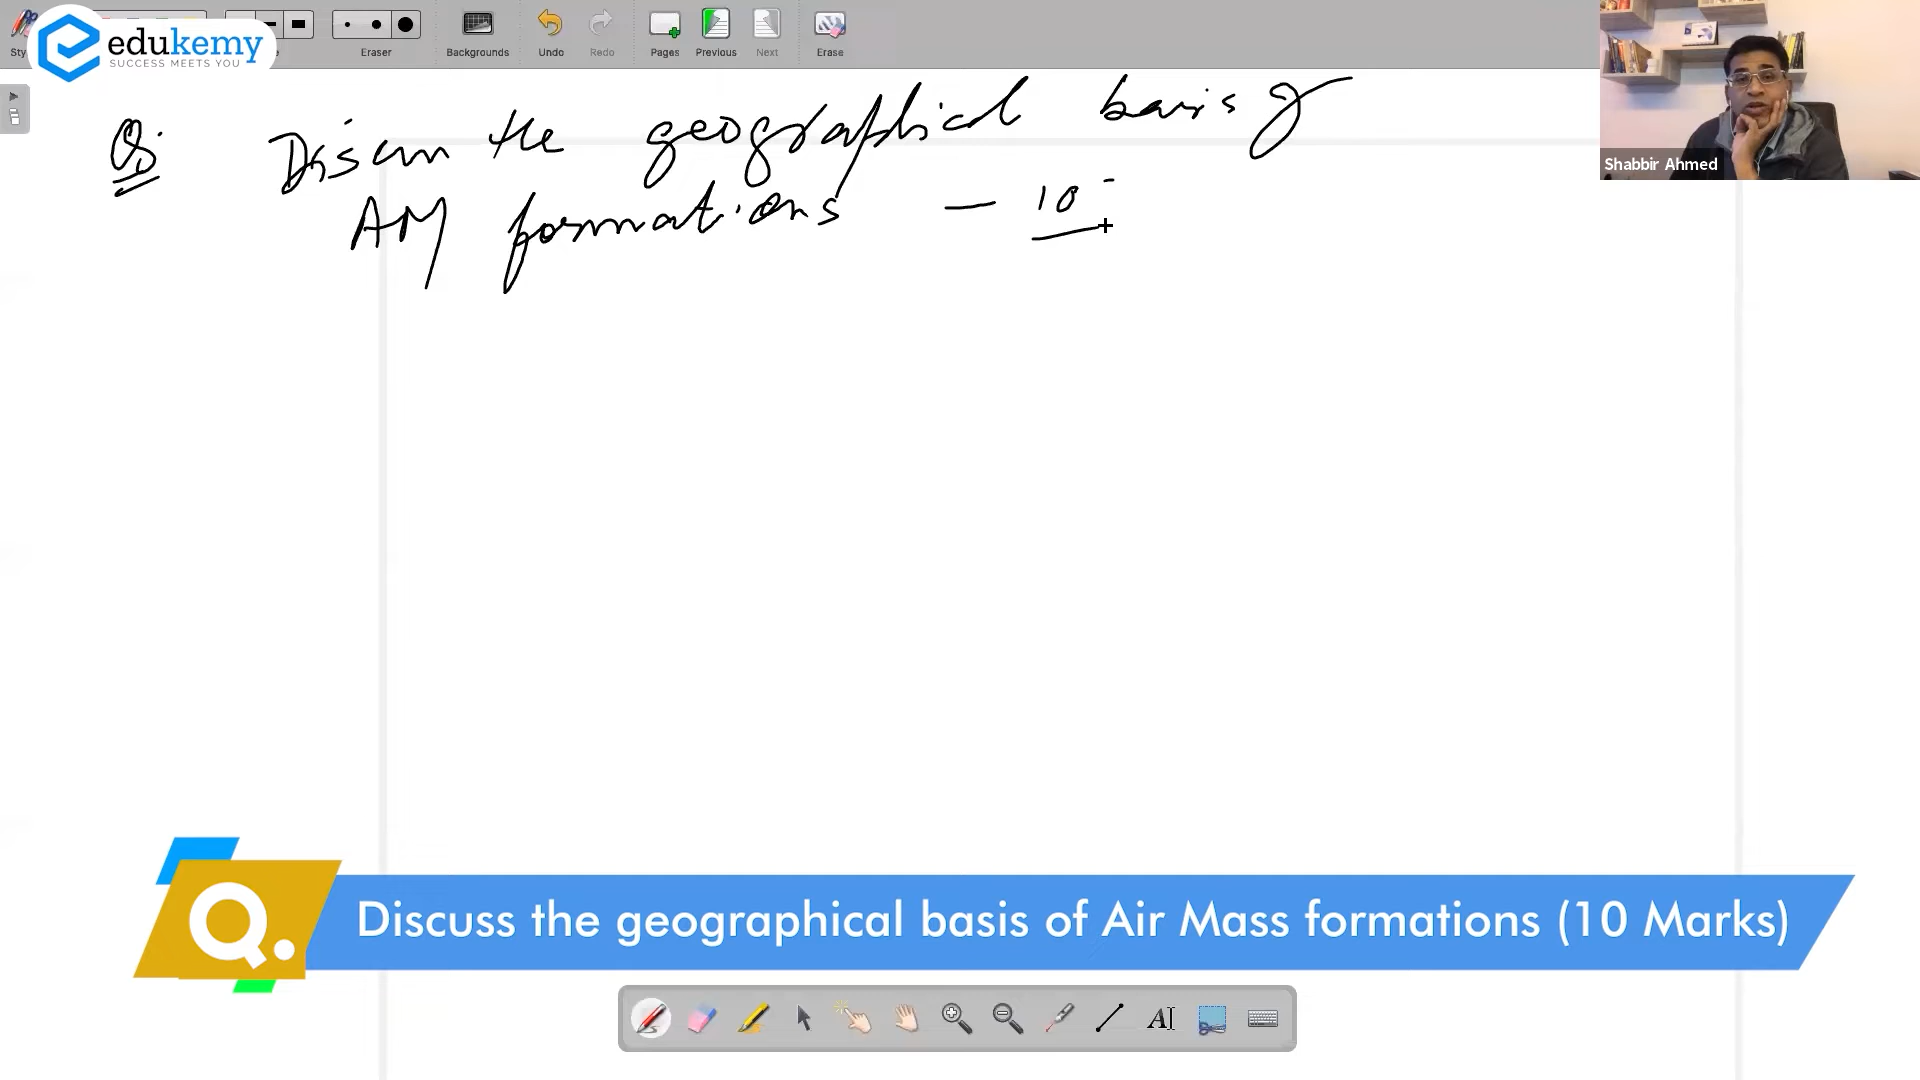 Style
Eraser
Backgrounds
Undo
Redo
Pages
Previous
Next
Erase
edukemy
SUCCESS MEETS YOU
Shabbir Ahmed
Qs Discuss the geographical basis of
AM formations — 10
Q. Discuss the geographical basis of Air Mass formations (10 Marks)